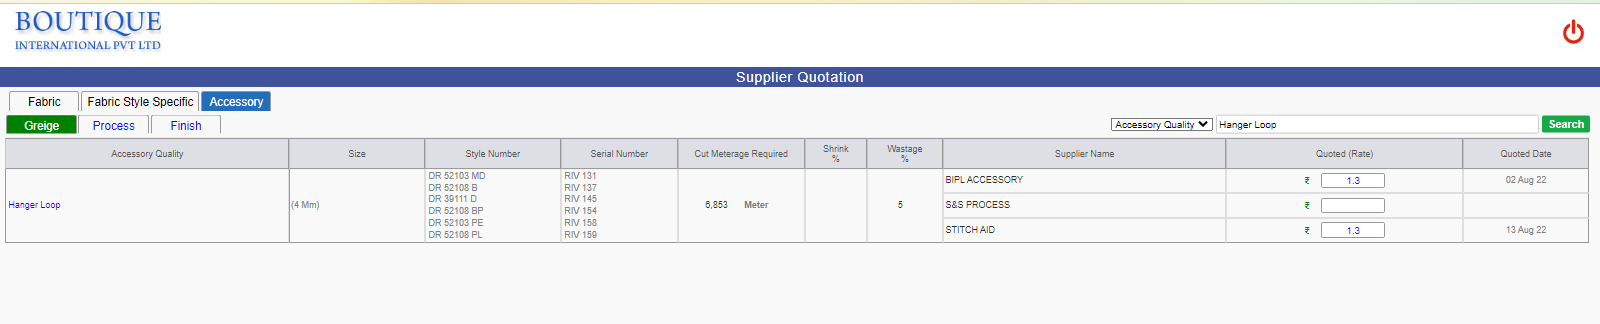 BOUTIQUE
INTERNATIONAL PVT LTD
Supplier Quotation
Fabric Fabric Style Specific Accessory
Greige Process Finish Accessory Quality Hanger Loop Search
Accessory Quality Size Style Number Serial Number Cut Meterage Required Shrink % Wastage % Supplier Name Quoted (Rate) Quoted Date
Hanger Loop (4 Mm)
DR 52103 MD RIV 131
DR 52108 B RIV 137
DR 39111 D RIV 145
DR 52108 BP RIV 154
DR 52103 PE RIV 158
DR 52108 PL RIV 159
6,853 Meter 5
BIPL ACCESSORY ₹ 1.3 02 Aug 22
S&S PROCESS ₹
STITCH AID ₹ 1.3 13 Aug 22